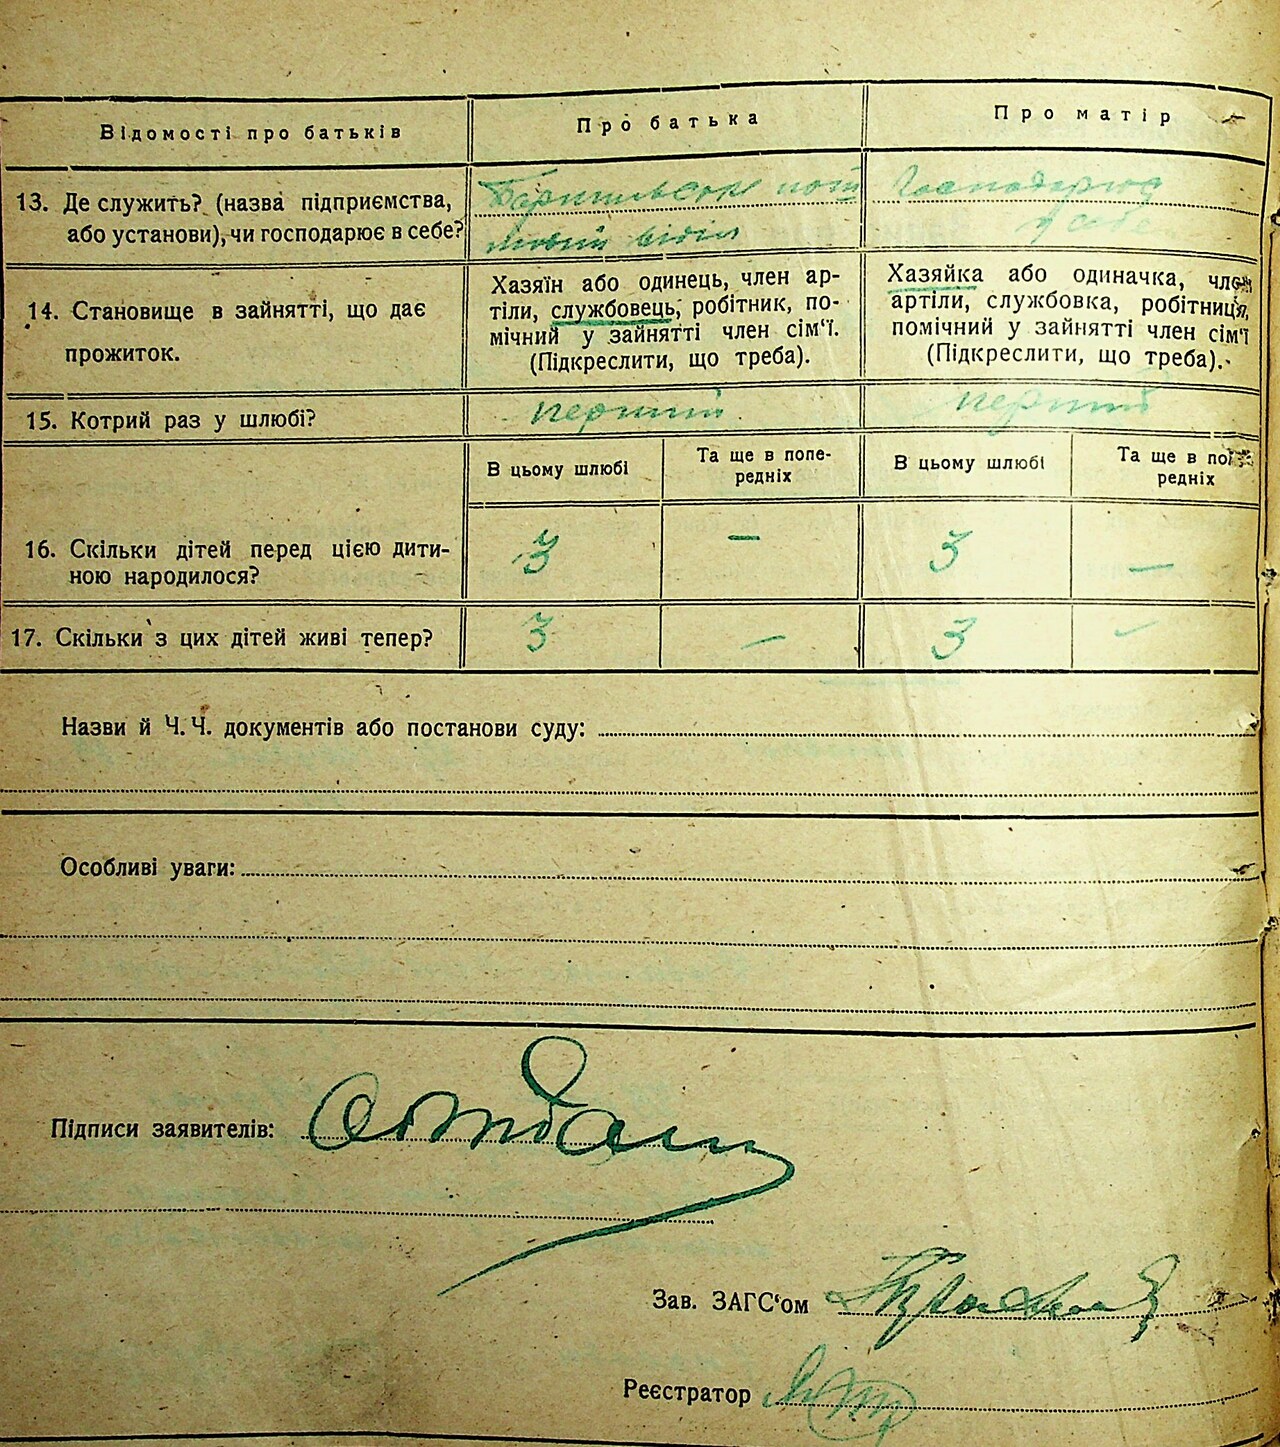 Відомості про батьків
Про батька
Про матір
13. Де служить? (назва підприємства,
або установи), чи господарює в себе?
пош
товий відділ
Господарює
у себе
14. Становище в зайнятті, що дає
прожиток.
Хазяїн або одинець, член ар-
тіли, службовець, робітник, по-
мічний у зайнятті член сім‘ї.
(Підкреслити, що треба).
Хазяйка або одиначка, член
артіли, службовка, робітниця,
помічний у зайнятті член сім‘ї
(Підкреслити, що треба).
15. Котрий раз у шлюбі?
перший
перший
В цьому шлюбі
Та ще в попе-
редніх
В цьому шлюбі
Та ще в по
редніх
16. Скільки дітей перед цією дити-
ною народилося?
3 — 3 —
17. Скільки з цих дітей живі тепер?
3 — 3 —
Назви й Ч. Ч. документів або постанови суду:
Особливі уваги:
Підписи заявителів:
Зав. ЗАГС‘ом
Реєстратор